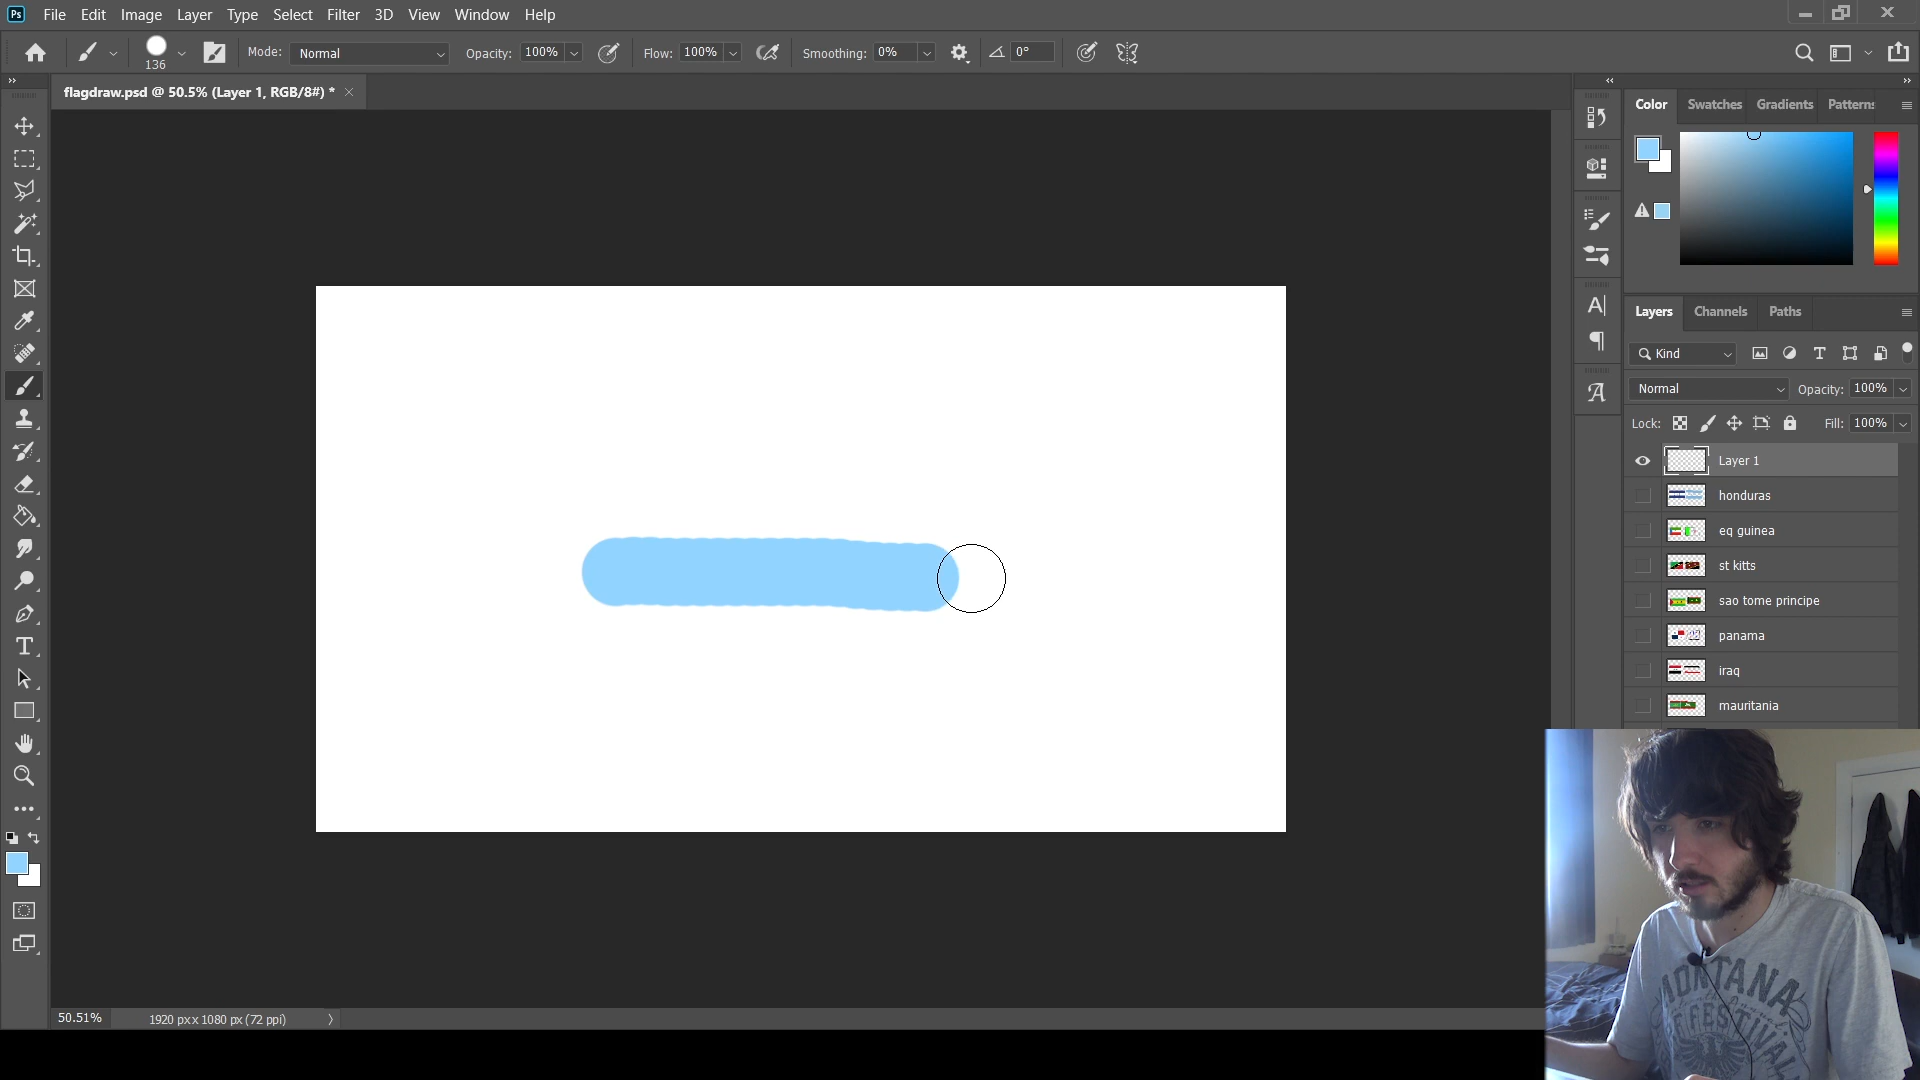 Ps File Edit Image Layer Type Select Filter 3D View Window Help
136 Mode: Normal Opacity: 100% Flow: 100% Smoothing: 0% 0°
flagdraw.psd @ 50.5% (Layer 1, RGB/8#) *
Color Swatches Gradients Patterns
Layers Channels Paths
Kind
Normal Opacity: 100%
Lock: Fill: 100%
Layer 1
honduras
eq guinea
st kitts
sao tome principe
panama
iraq
mauritania
MONTANA
50.51% 1920 px x 1080 px (72 ppi)